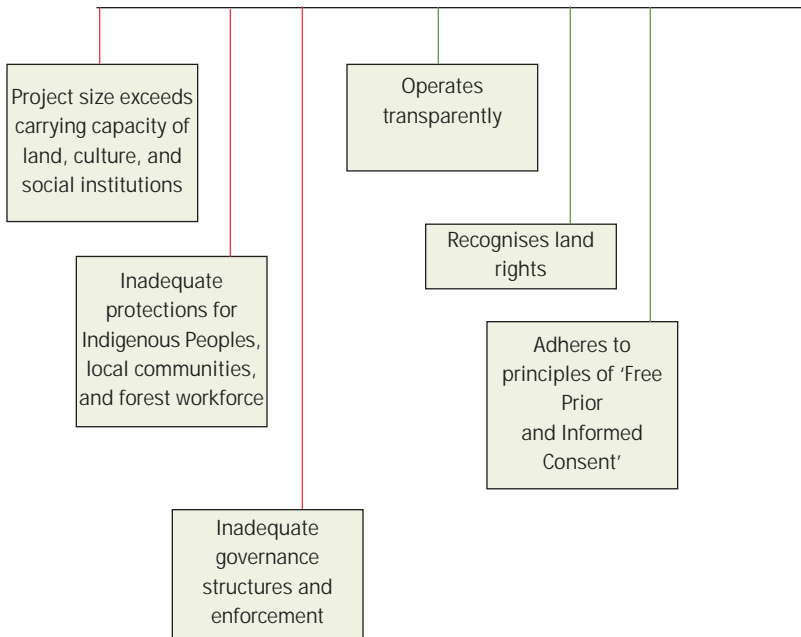 Project size exceeds
carrying capacity of
land, culture, and
social institutions
Inadequate
protections for
Indigenous Peoples,
local communities,
and forest workforce
Inadequate
governance
structures and
enforcement
Operates
transparently
Recognises land
rights
Adheres to
principles of ‘Free
Prior
and Informed
Consent’